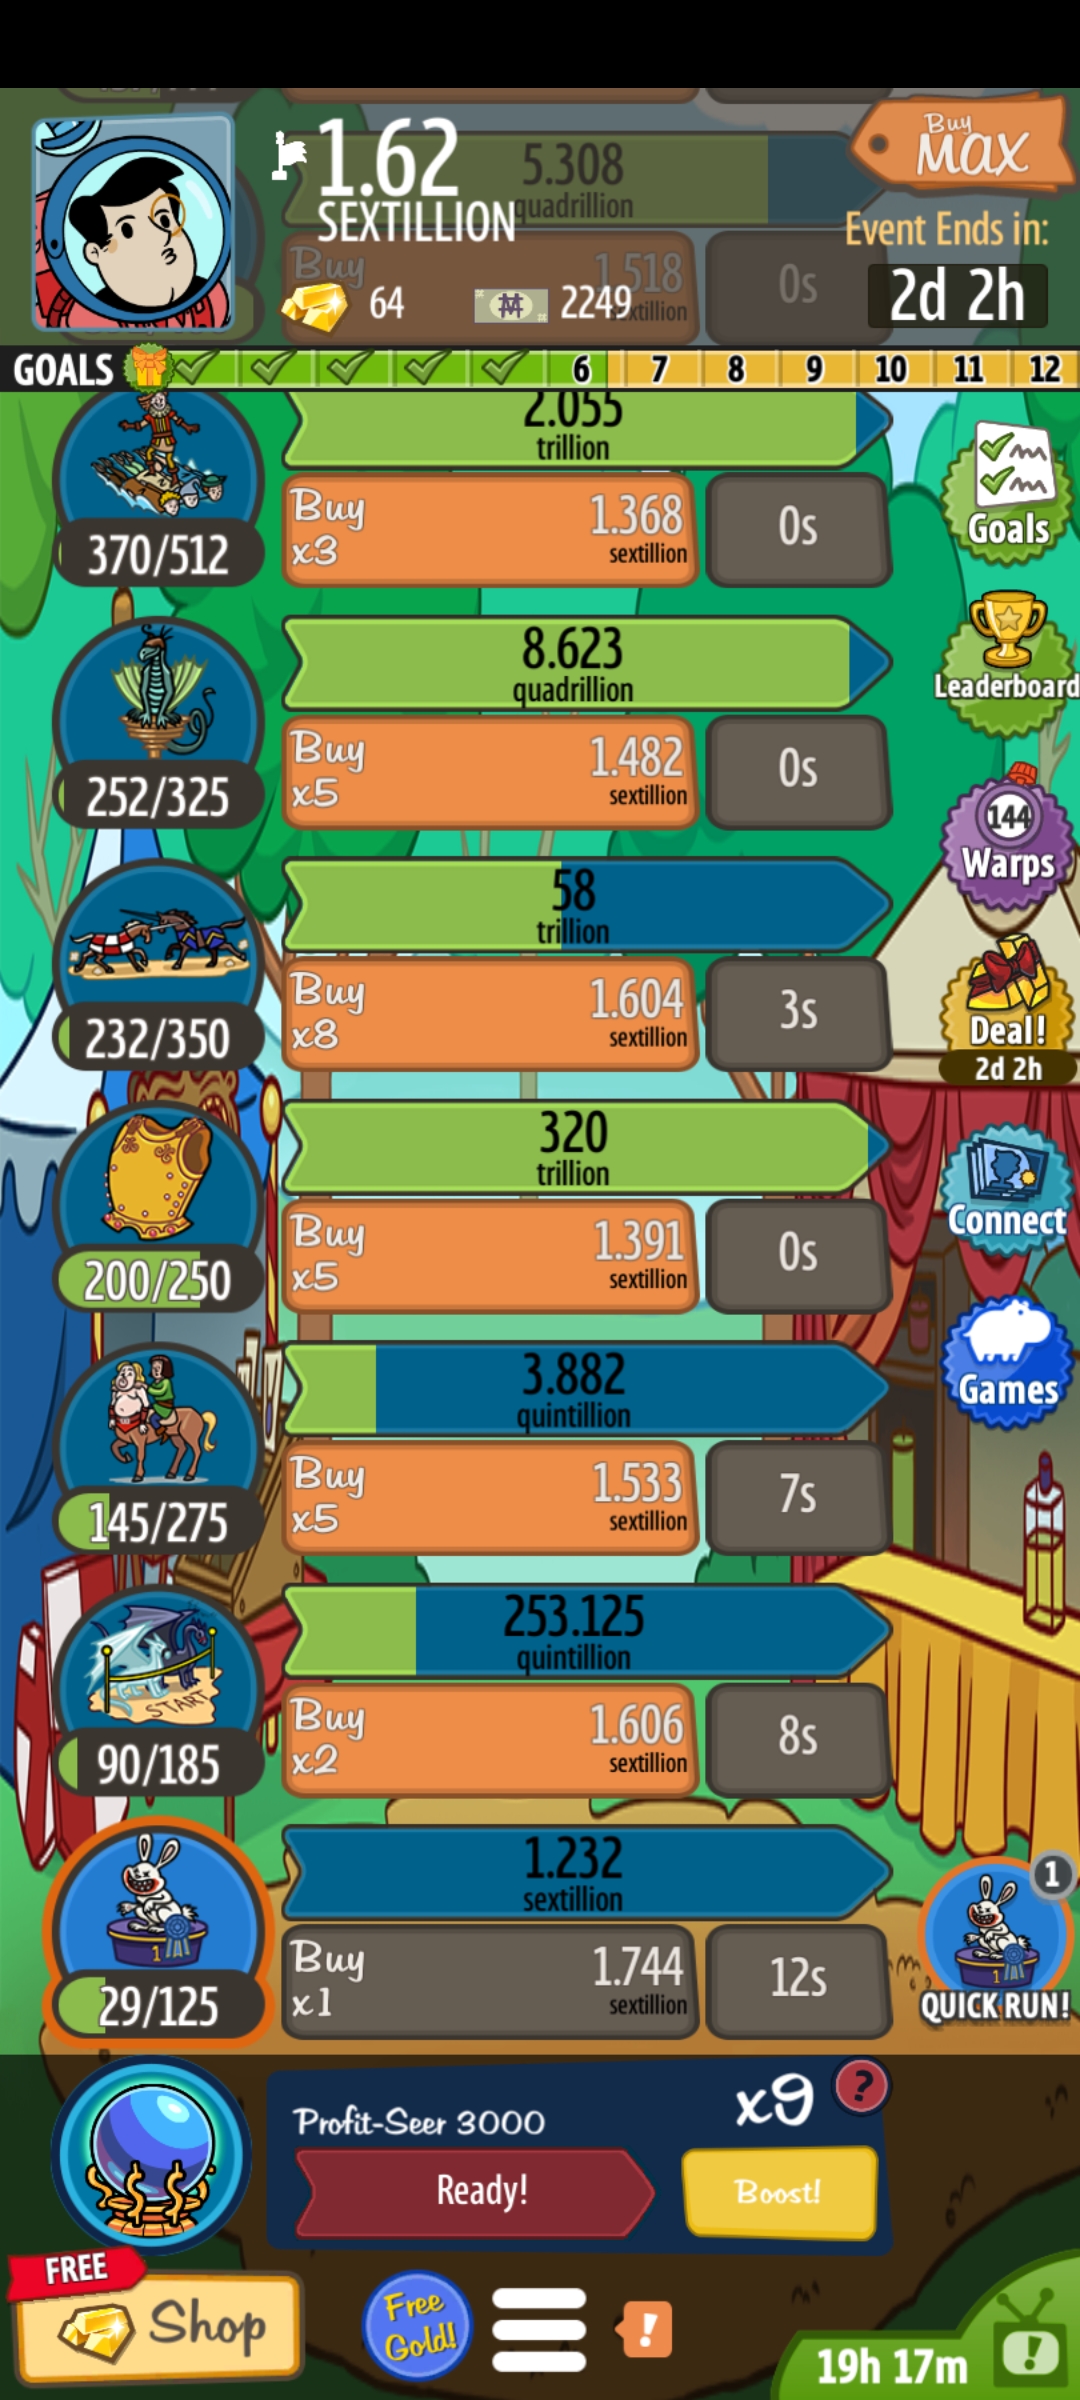 1.62
SEXTILLION
5.308
quadrillion
Buy
MAX
Event Ends in:
2d 2h
64
2249
Buy
1.518
sextillion
0s
GOALS 6 7 8 9 10 11 12
2.055
trillion
370/512
Buy
x3
1.368
sextillion
0s
Goals
8.623
quadrillion
252/325
Buy
x5
1.482
sextillion
0s
Leaderboard
58
trillion
232/350
Buy
x8
1.604
sextillion
3s
144
Warps
Deal!
2d 2h
320
trillion
200/250
Buy
x5
1.391
sextillion
0s
Connect
3.882
quintillion
145/275
Buy
x5
1.533
sextillion
7s
Games
253.125
quintillion
START
90/185
Buy
x2
1.606
sextillion
8s
1.232
sextillion
1
29/125
Buy
x1
1.744
sextillion
12s
1
1
QUICK RUN!
Profit-Seer 3000
x9
?
Ready!
Boost!
FREE
Shop
Free
Gold!
!
19h 17m
!